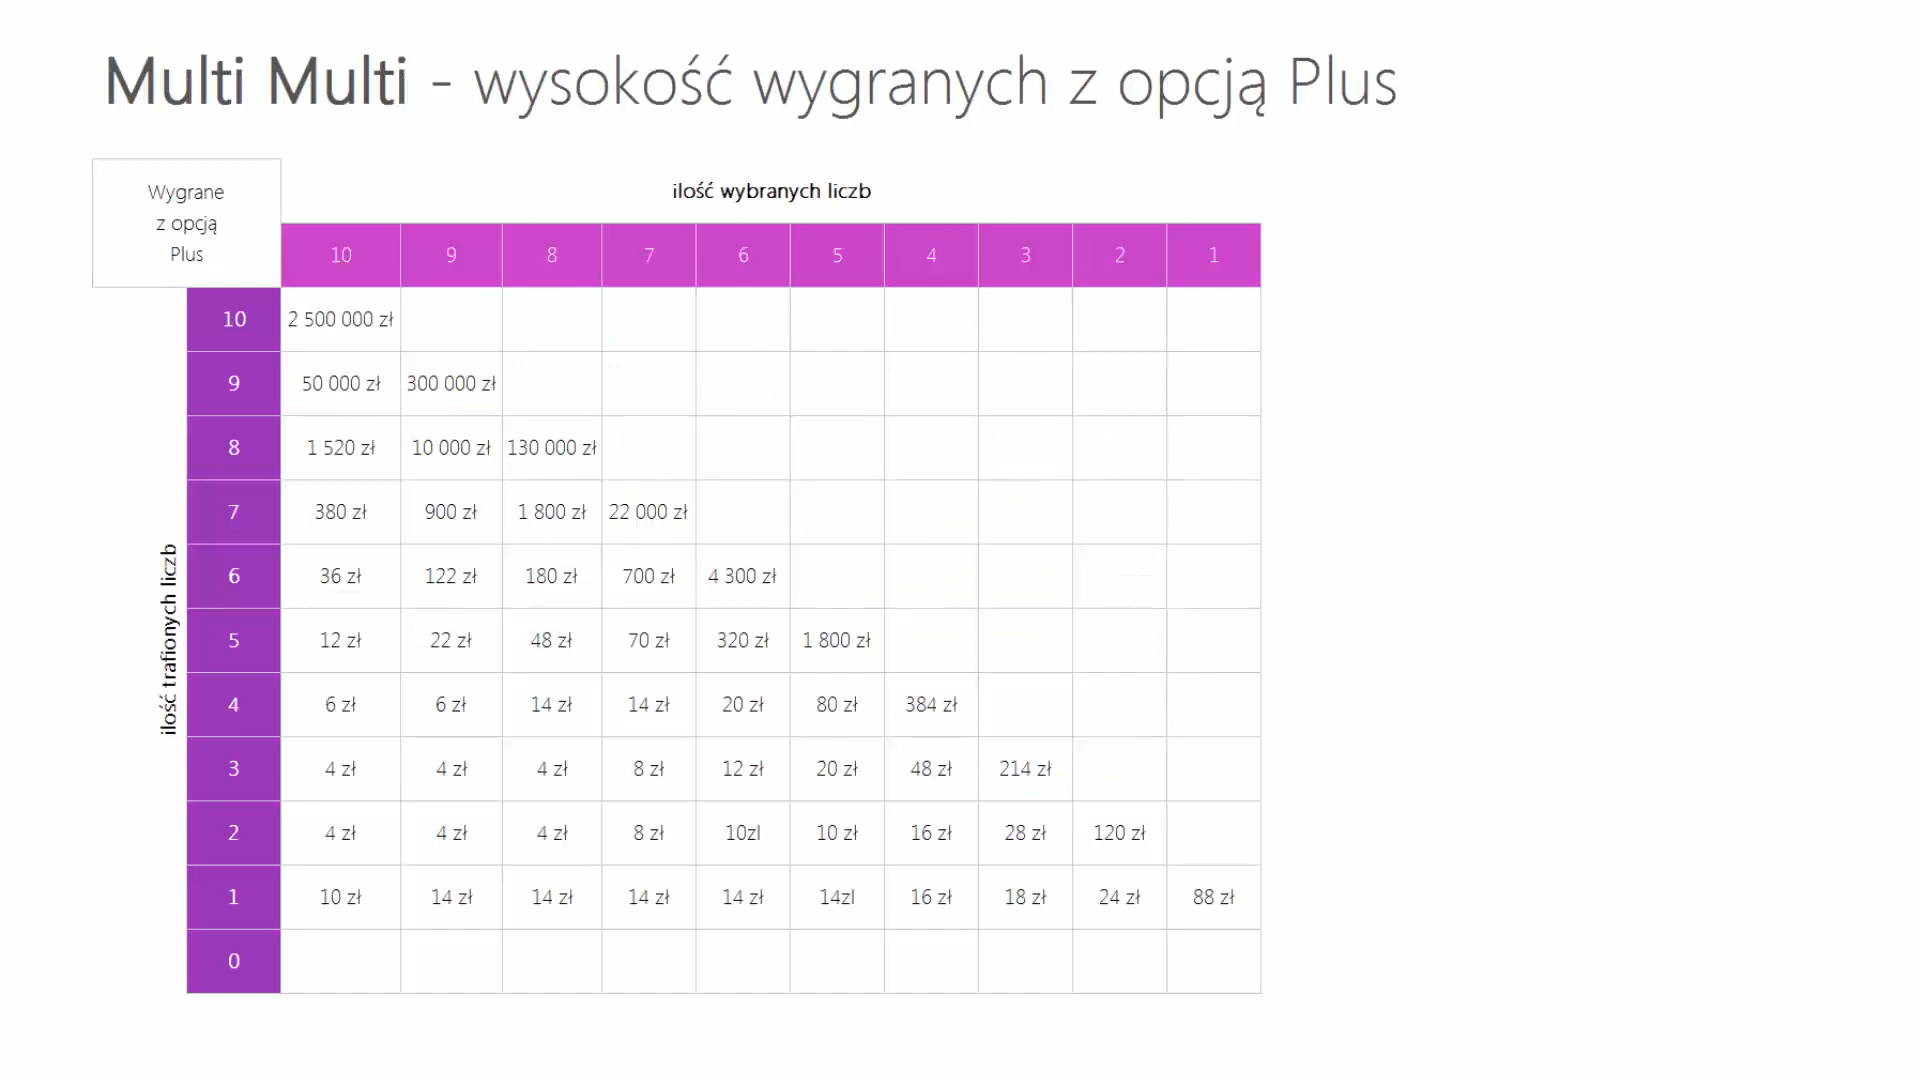 Multi Multi - wysokość wygranych z opcją Plus
Wygrane
z opcją
Plus
ilość wybranych liczb
10 9 8 7 6 5 4 3 2 1
ilość trafionych liczb
10 2 500 000 zł
9 50 000 zł 300 000 zł
8 1 520 zł 10 000 zł 130 000 zł
7 380 zł 900 zł 1 800 zł 22 000 zł
6 36 zł 122 zł 180 zł 700 zł 4 300 zł
5 12 zł 22 zł 48 zł 70 zł 320 zł 1 800 zł
4 6 zł 6 zł 14 zł 14 zł 20 zł 80 zł 384 zł
3 4 zł 4 zł 4 zł 8 zł 12 zł 20 zł 48 zł 214 zł
2 4 zł 4 zł 4 zł 8 zł 10zl 10 zł 16 zł 28 zł 120 zł
1 10 zł 14 zł 14 zł 14 zł 14 zł 14zl 16 zł 18 zł 24 zł 88 zł
0